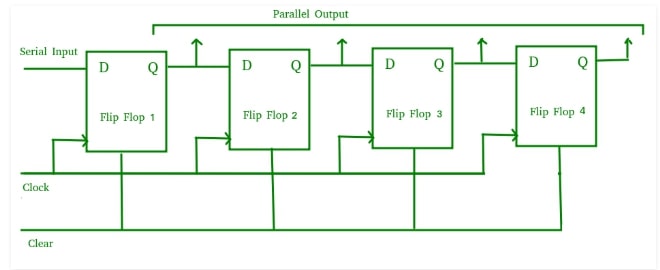 Parallel Output
Serial Input
D Q
D Q
D Q
D Q
Flip Flop 1
Flip Flop 2
Flip Flop 3
Flip Flop 4
Clock
Clear